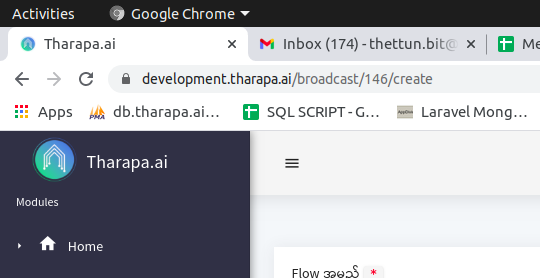 Activities Google Chrome
Tharapa.ai Inbox (174) - thettun.bit@ Me
development.tharapa.ai/broadcast/146/create
Apps db.tharapa.ai... SQL SCRIPT - G... Laravel Mong...
Tharapa.ai
Modules
Home
Flow အမည် *